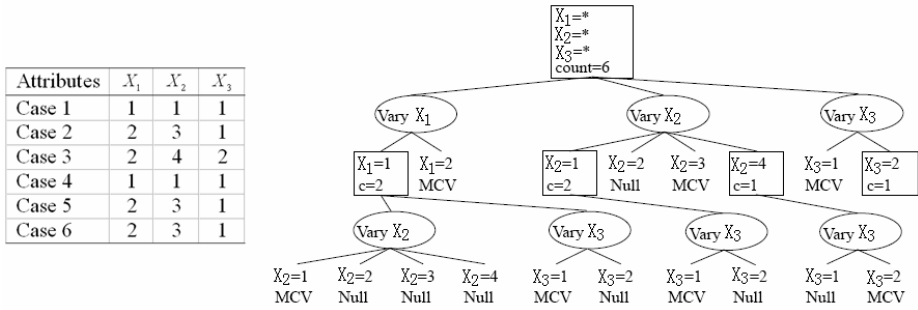 Attributes X1 X2 X3
Case 1 1 1 1
Case 2 2 3 1
Case 3 2 4 2
Case 4 1 1 1
Case 5 2 3 1
Case 6 2 3 1
X1=*
X2=*
X3=*
count=6
Vary X1 Vary X2 Vary X3
X1=1 X1=2 X2=1 X2=2 X2=3 X2=4 X3=1 X3=2
c=2 MCV c=2 Null MCV c=1 MCV c=1
Vary X2 Vary X3 Vary X3 Vary X3
X2=1 X2=2 X2=3 X2=4 X3=1 X3=2 X3=1 X3=2 X3=1 X3=2
MCV Null Null Null MCV Null MCV Null Null MCV